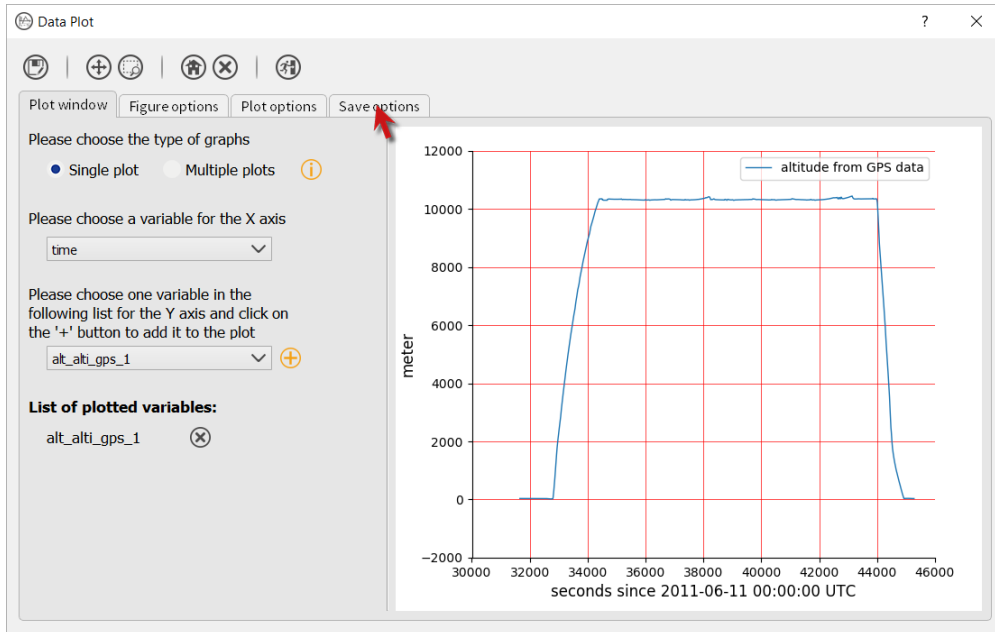 Data Plot
?
Plot window
Figure options
Plot options
Save options
Please choose the type of graphs
Single plot
Multiple plots
i
Please choose a variable for the X axis
time
Please choose one variable in the
following list for the Y axis and click on
the '+' button to add it to the plot
alt_alti_gps_1
List of plotted variables:
alt_alti_gps_1
altitude from GPS data
12000
10000
8000
6000
4000
2000
0
−2000
meter
30000 32000 34000 36000 38000 40000 42000 44000 46000
seconds since 2011-06-11 00:00:00 UTC